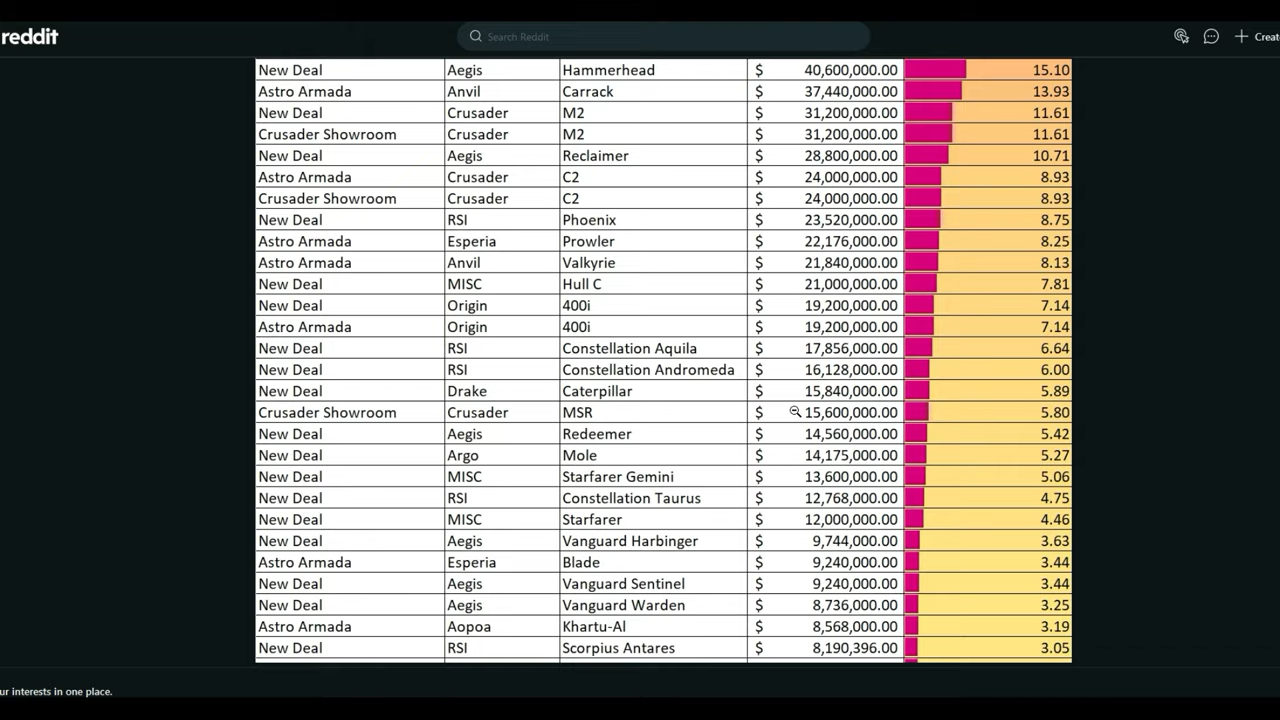 reddit
Search Reddit
Create
New Deal Aegis Hammerhead $ 40,600,000.00 15.10
Astro Armada Anvil Carrack $ 37,440,000.00 13.93
New Deal Crusader M2 $ 31,200,000.00 11.61
Crusader Showroom Crusader M2 $ 31,200,000.00 11.61
New Deal Aegis Reclaimer $ 28,800,000.00 10.71
Astro Armada Crusader C2 $ 24,000,000.00 8.93
Crusader Showroom Crusader C2 $ 24,000,000.00 8.93
New Deal RSI Phoenix $ 23,520,000.00 8.75
Astro Armada Esperia Prowler $ 22,176,000.00 8.25
Astro Armada Anvil Valkyrie $ 21,840,000.00 8.13
New Deal MISC Hull C $ 21,000,000.00 7.81
New Deal Origin 400i $ 19,200,000.00 7.14
Astro Armada Origin 400i $ 19,200,000.00 7.14
New Deal RSI Constellation Aquila $ 17,856,000.00 6.64
New Deal RSI Constellation Andromeda $ 16,128,000.00 6.00
New Deal Drake Caterpillar $ 15,840,000.00 5.89
Crusader Showroom Crusader MSR $ 15,600,000.00 5.80
New Deal Aegis Redeemer $ 14,560,000.00 5.42
New Deal Argo Mole $ 14,175,000.00 5.27
New Deal MISC Starfarer Gemini $ 13,600,000.00 5.06
New Deal RSI Constellation Taurus $ 12,768,000.00 4.75
New Deal MISC Starfarer $ 12,000,000.00 4.46
New Deal Aegis Vanguard Harbinger $ 9,744,000.00 3.63
Astro Armada Esperia Blade $ 9,240,000.00 3.44
New Deal Aegis Vanguard Sentinel $ 9,240,000.00 3.44
New Deal Aegis Vanguard Warden $ 8,736,000.00 3.25
Astro Armada Aopoa Khartu-Al $ 8,568,000.00 3.19
New Deal RSI Scorpius Antares $ 8,190,396.00 3.05
ur interests in one place.